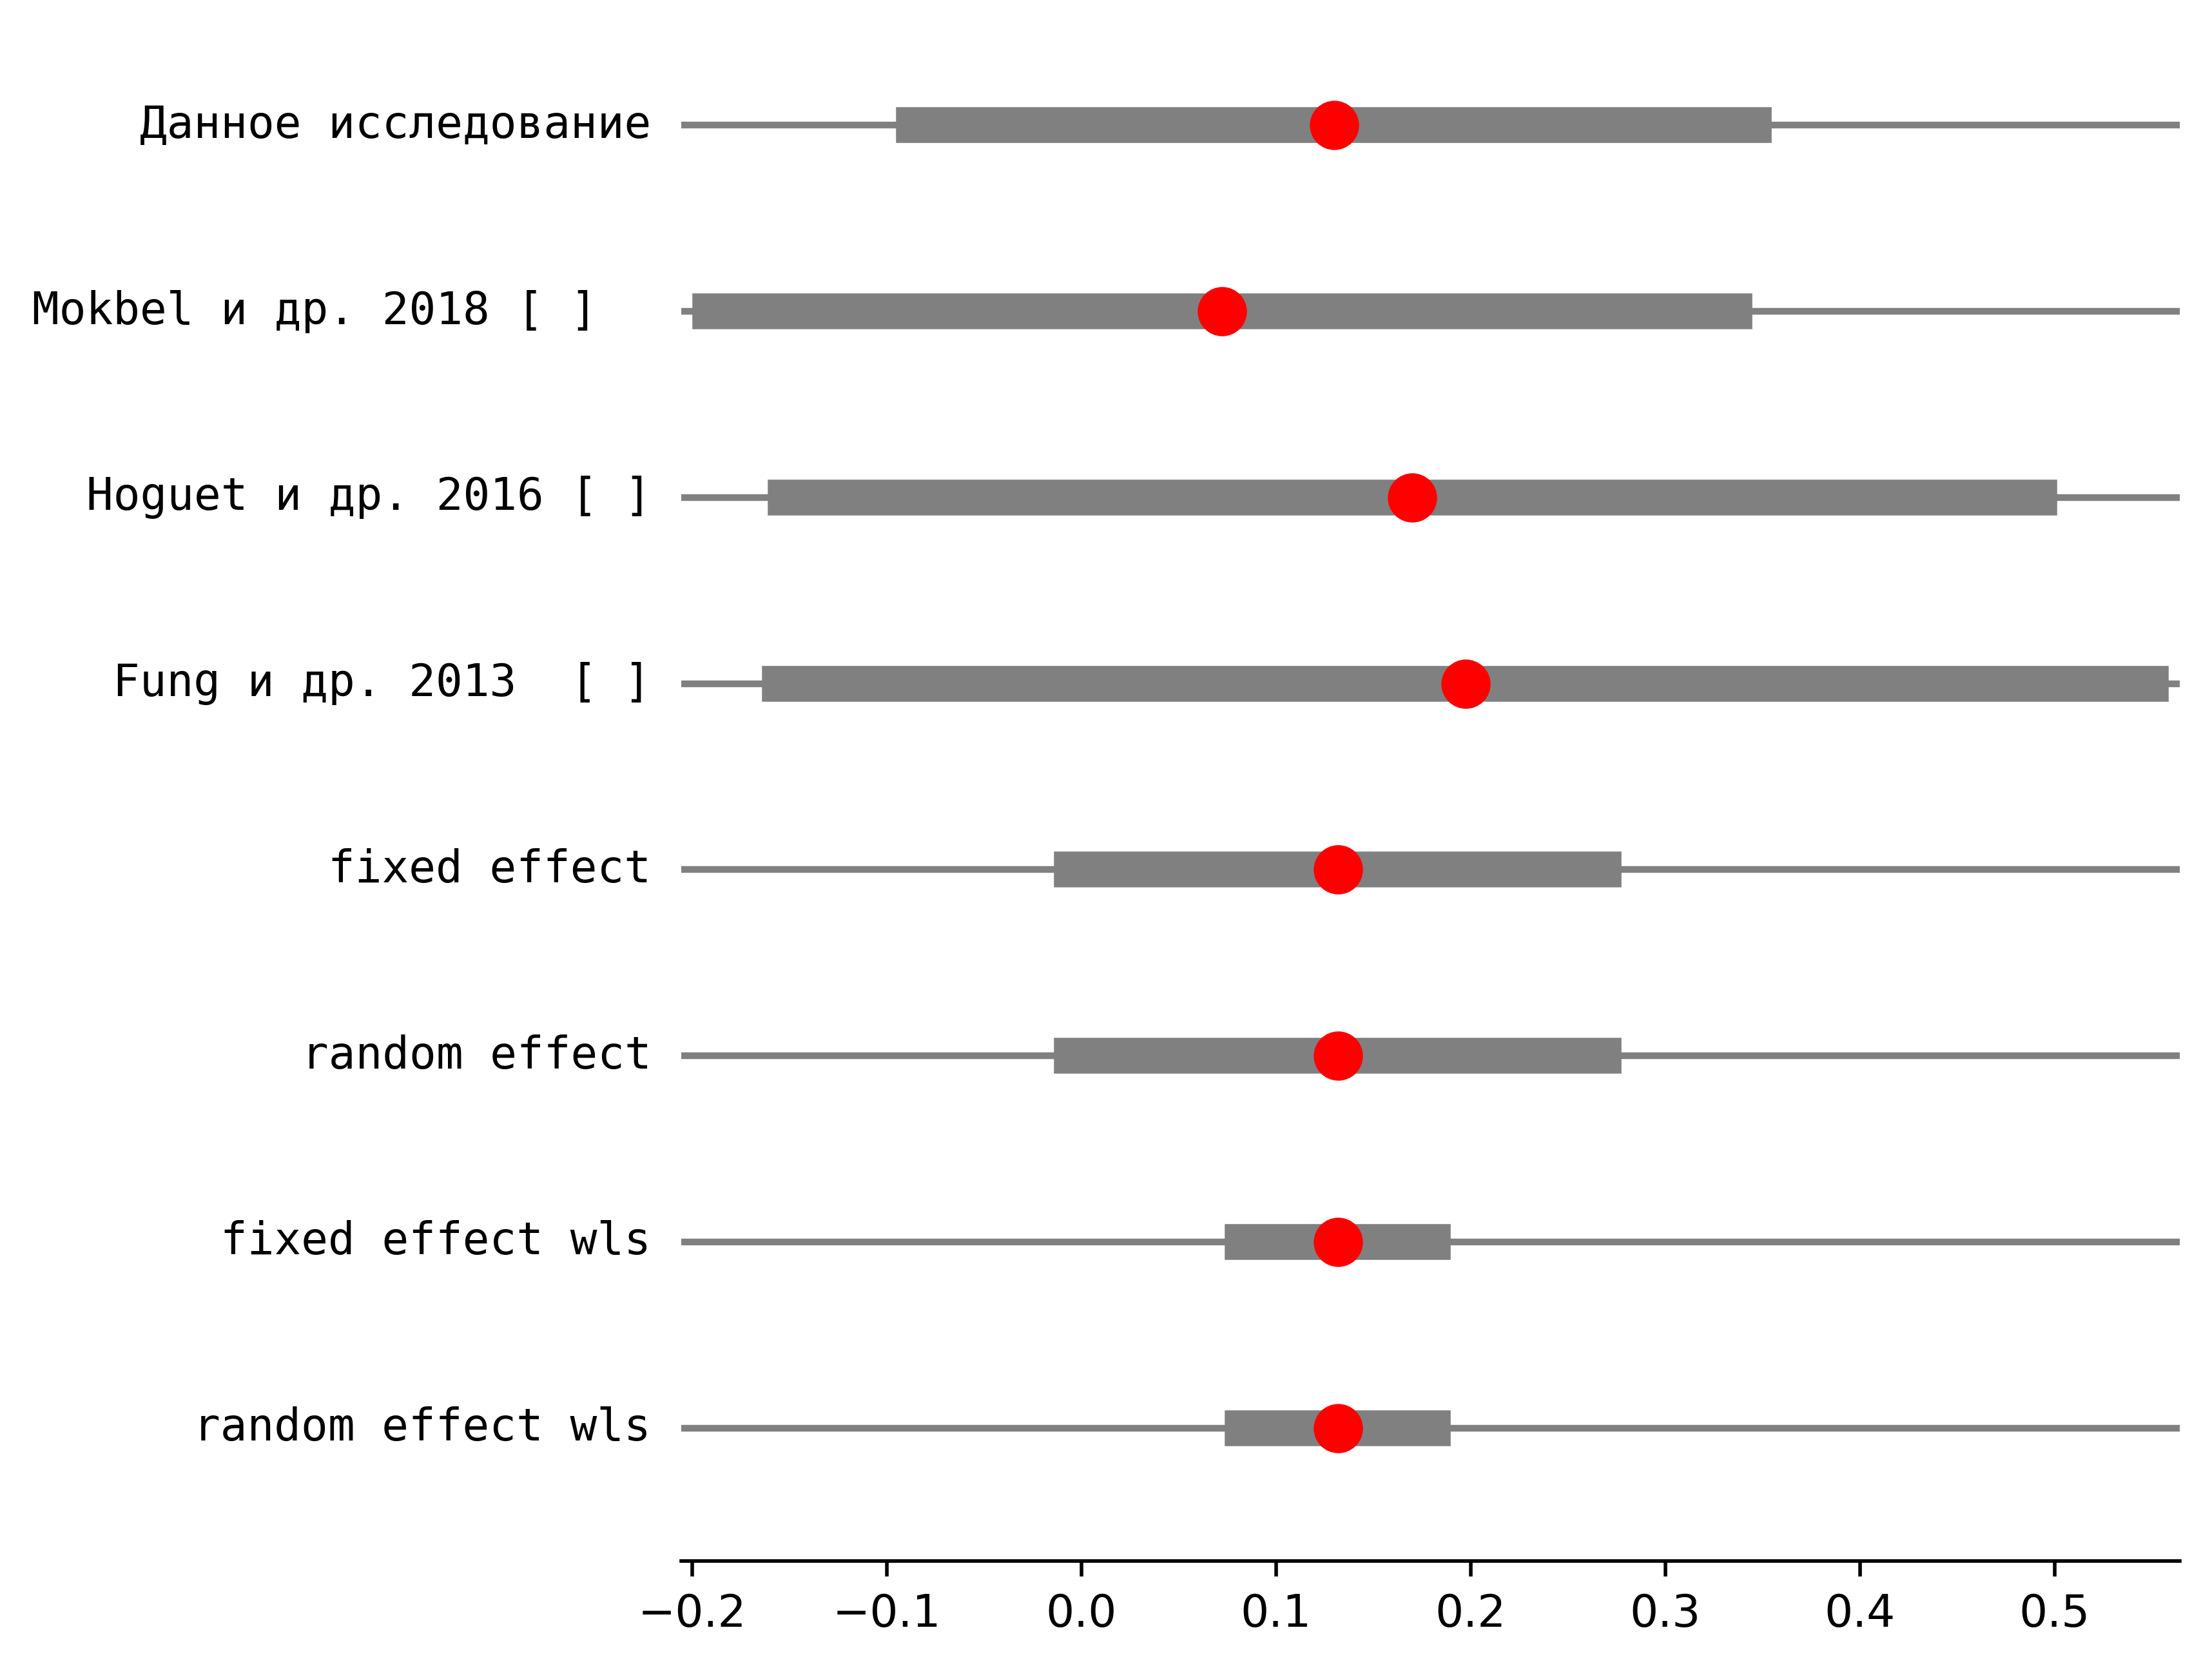 Данное исследование
Mokbel и др. 2018 [ ]
Hoguet и др. 2016 [ ]
Fung и др. 2013  [ ]
fixed effect
random effect
fixed effect wls
random effect wls
−0.2 −0.1 0.0 0.1 0.2 0.3 0.4 0.5